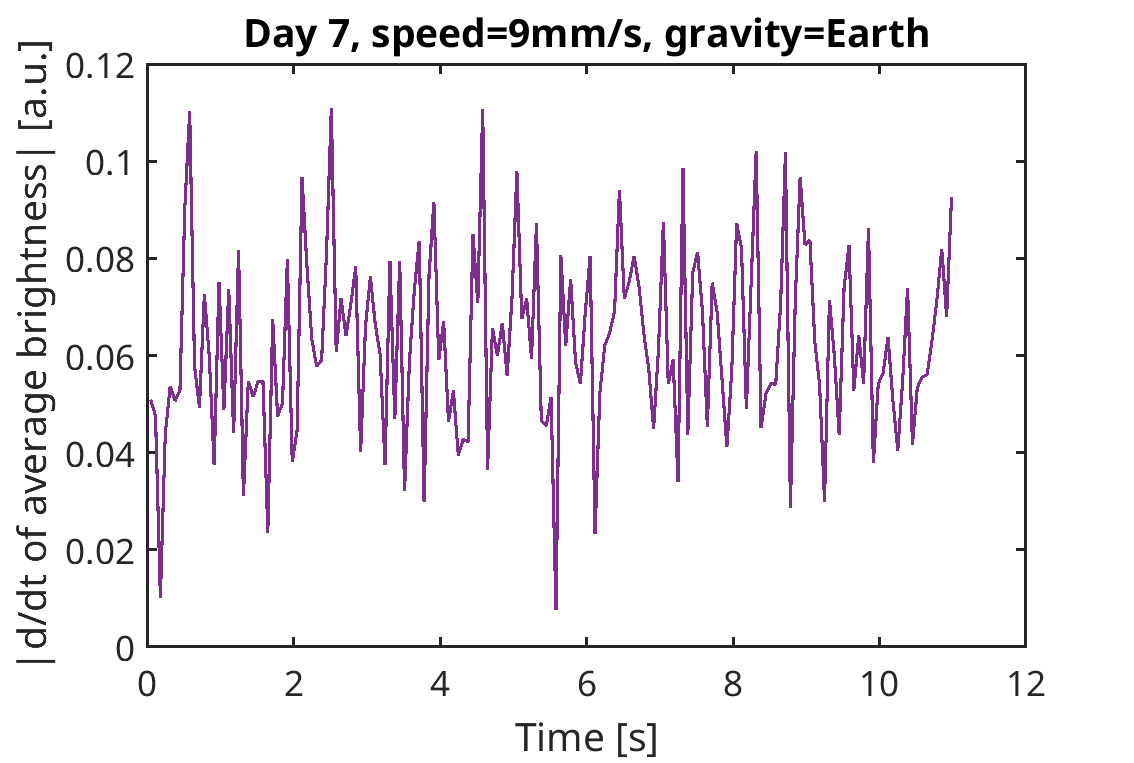 Day 7, speed=9mm/s, gravity=Earth
|d/dt of average brightness| [a.u.]
0.12
0.1
0.08
0.06
0.04
0.02
0
0 2 4 6 8 10 12
Time [s]